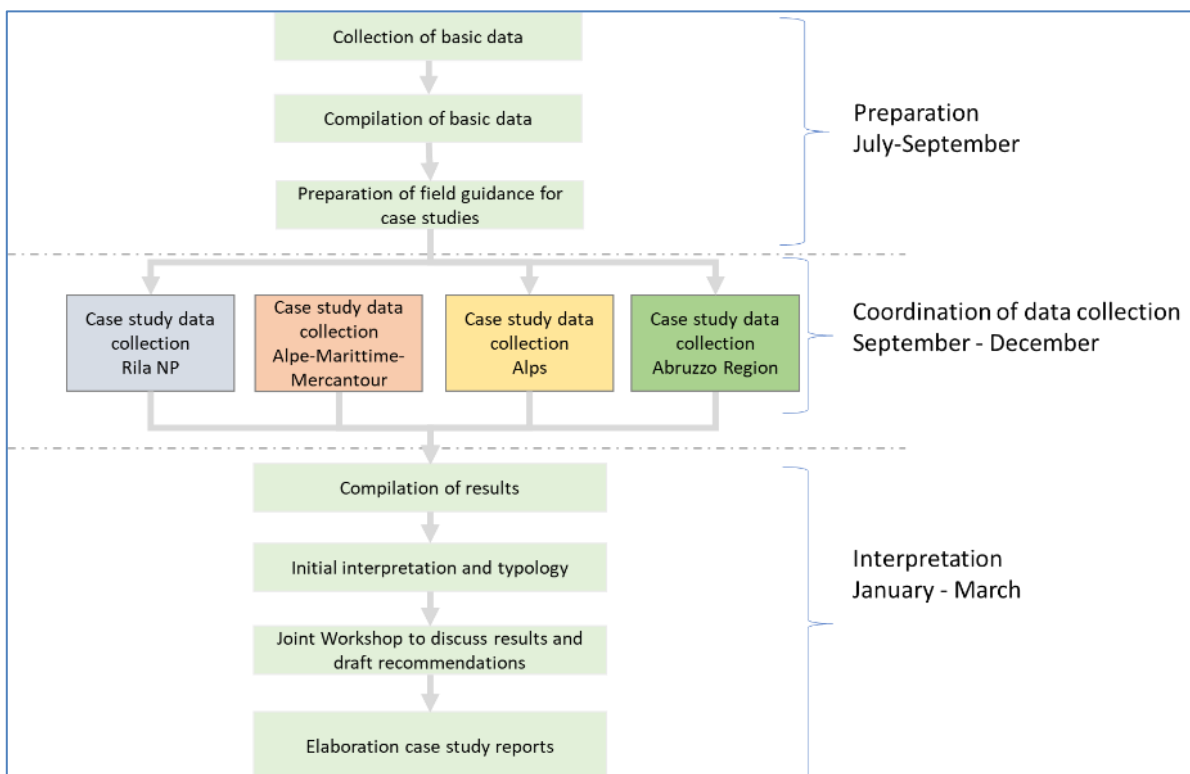 Collection of basic data
Compilation of basic data
Preparation of field guidance for
case studies
Preparation
July-September
Case study data
collection
Rila NP
Case study data
collection
Alpe-Marittime-
Mercantour
Case study data
collection
Alps
Case study data
collection
Abruzzo Region
Coordination of data collection
September - December
Compilation of results
Initial interpretation and typology
Joint Workshop to discuss results and
draft recommendations
Elaboration case study reports
Interpretation
January - March